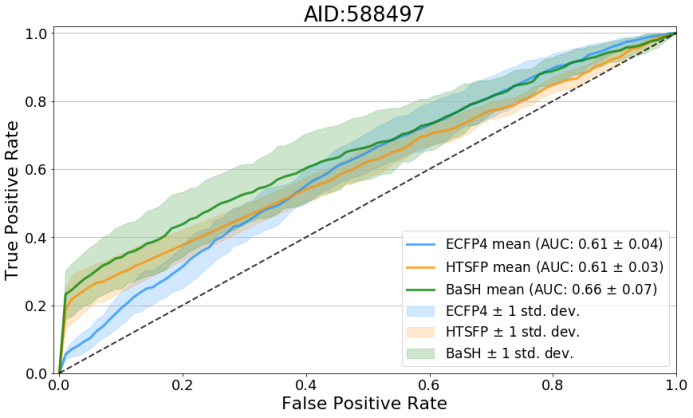 AID:588497
True Positive Rate
1.0
0.8
0.6
0.4
0.2
0.0
ECFP4 mean (AUC: 0.61 ± 0.04)
HTSFP mean (AUC: 0.61 ± 0.03)
BaSH mean (AUC: 0.66 ± 0.07)
ECFP4 ± 1 std. dev.
HTSFP ± 1 std. dev.
BaSH ± 1 std. dev.
0.0 0.2 0.4 0.6 0.8 1.0
False Positive Rate